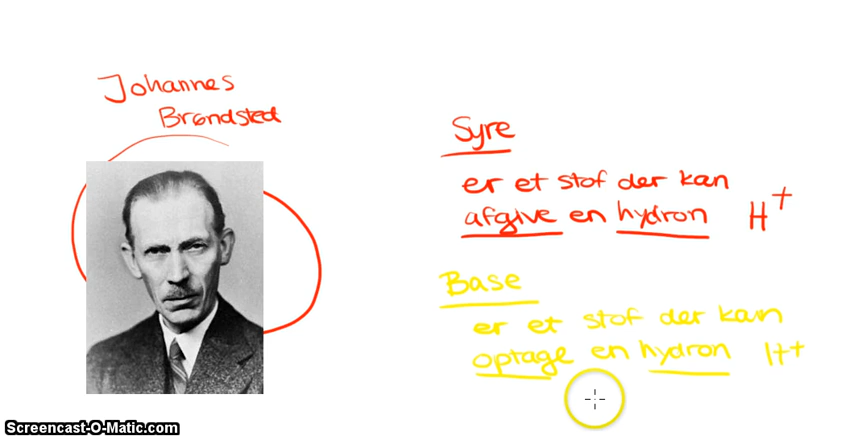 Johannes
Brøndsted
Syre
er et stof der kan
afgive en hydron H+
Base
er et stof der kan
optage en hydron H+
Screencast-O-Matic.com